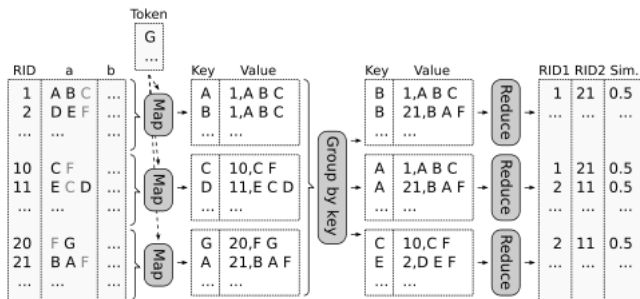 Token
G
...
RID a b Key Value Key Value RID1 RID2 Sim.
1 A B C ... Map A 1,A B C B 1,A B C Reduce 1 21 0.5
2 D E F ... B 1,A B C B 21,B A F ... ... ...
... ... ... ... ... ...
Group by key
10 C F ... Map C 10,C F A 1,A B C Reduce 1 21 0.5
11 E C D ... D 11,E C D A 21,B A F 2 11 0.5
... ... ... ... ... ... ... ... ...
20 F G ... Map G 20,F G C 10,C F Reduce 2 11 0.5
21 B A F ... A 21,B A F E 2,D E F ... ... ...
... ... ... ... ... ...